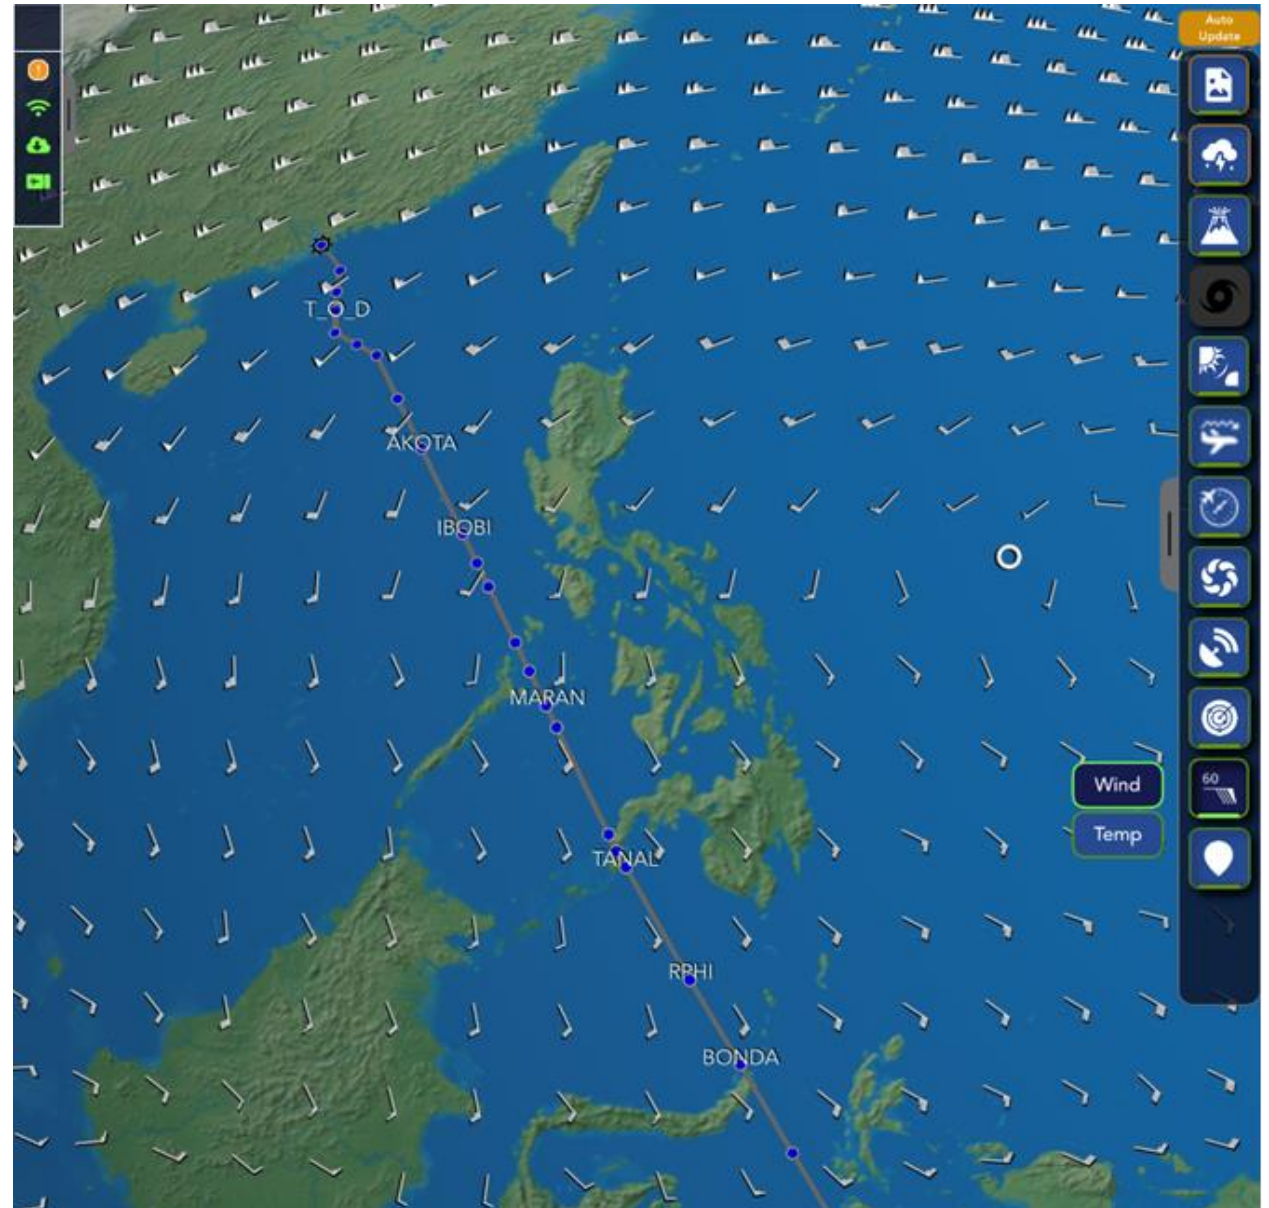 Auto
Update
T_O_D
AKOTA
IBOBI
MARAN
60
Wind
Temp
TANAL
RPHI
BONDA